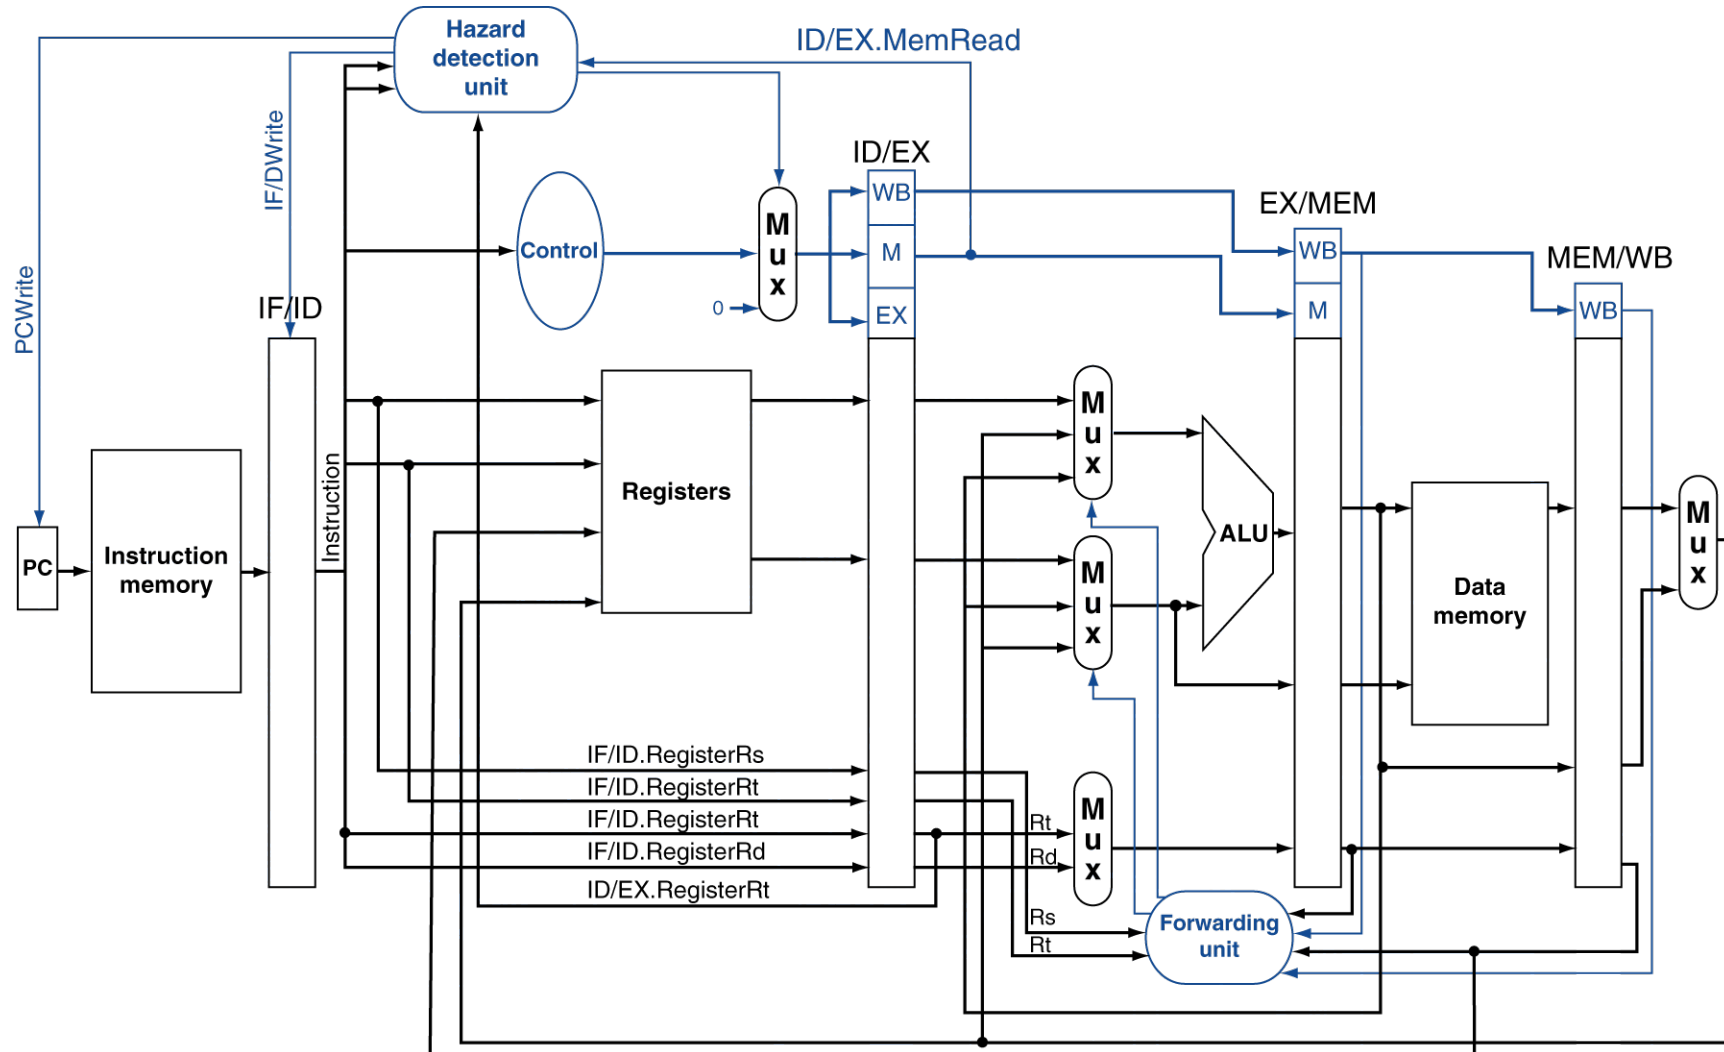 Hazard
detection
unit
ID/EX.MemRead
IF/DWrite
PCWrite
ID/EX
WB
M
EX
EX/MEM
WB
M
MEM/WB
WB
Control
M
u
x
0
IF/ID
Instruction
PC
Instruction
memory
Registers
M
u
x
M
u
x
ALU
Data
memory
M
u
x
IF/ID.RegisterRs
IF/ID.RegisterRt
IF/ID.RegisterRt
IF/ID.RegisterRd
ID/EX.RegisterRt
Rt
Rd
M
u
x
Rs
Rt
Forwarding
unit